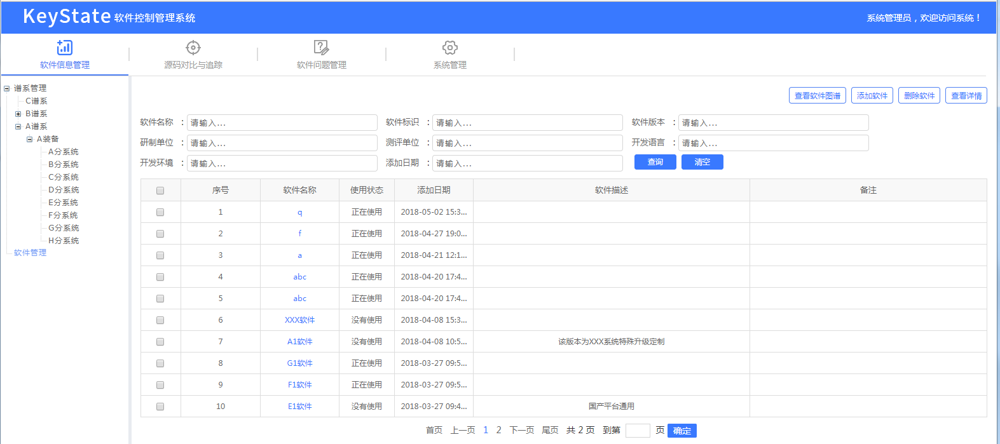 KeyState 软件控制管理系统
系统管理员，欢迎访问系统！
软件信息管理 源码对比与追踪 软件问题管理 系统管理
谱系管理
C谱系
B谱系
A谱系
A装备
A分系统
B分系统
C分系统
D分系统
E分系统
F分系统
G分系统
H分系统
软件管理
查看软件图谱 添加软件 删除软件 查看详情
软件名称 : 请输入... 软件标识 : 请输入... 软件版本 : 请输入...
研制单位 : 请输入... 测评单位 : 请输入... 开发语言 : 请输入...
开发环境 : 请输入... 添加日期 : 请输入... 查询 清空
序号 软件名称 使用状态 添加日期 软件描述 备注
1 q 正在使用 2018-05-02 15:3...
2 f 正在使用 2018-04-27 19:0...
3 a 正在使用 2018-04-21 12:1...
4 abc 正在使用 2018-04-20 17:4...
5 abc 正在使用 2018-04-20 17:4...
6 XXX软件 没有使用 2018-04-08 15:3...
7 A1软件 没有使用 2018-04-08 10:5... 该版本为XXX系统特殊升级定制
8 G1软件 正在使用 2018-03-27 09:5...
9 F1软件 正在使用 2018-03-27 09:5...
10 E1软件 没有使用 2018-03-27 09:4... 国产平台通用
首页 上一页 1 2 下一页 尾页 共 2 页 到第 页 确定